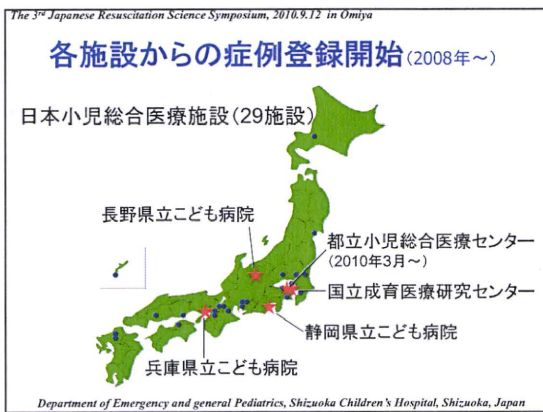 The 3rd Japanese Resuscitation Science Symposium, 2010.9.12 in Omiya
各施設からの症例登録開始(2008年～)
日本小児総合医療施設(29施設)
長野県立こども病院
都立小児総合医療センター
(2010年3月～)
国立成育医療研究センター
静岡県立こども病院
兵庫県立こども病院
Department of Emergency and general Pediatrics, Shizuoka Children's Hospital, Shizuoka, Japan